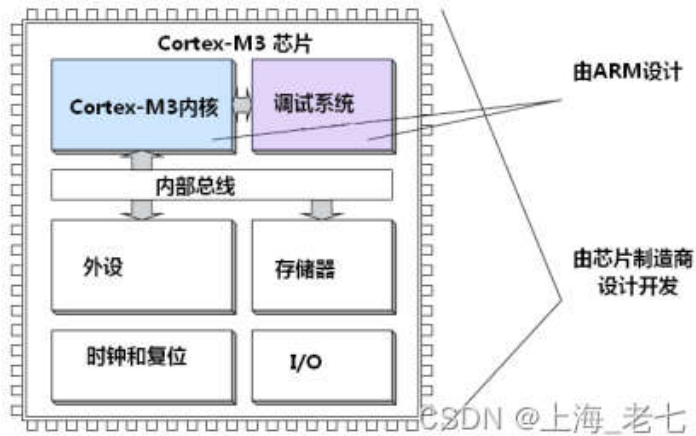 Cortex-M3 芯片
Cortex-M3内核
调试系统
由ARM设计
内部总线
外设
存储器
由芯片制造商
设计开发
时钟和复位
I/O
CSDN @上海_老七